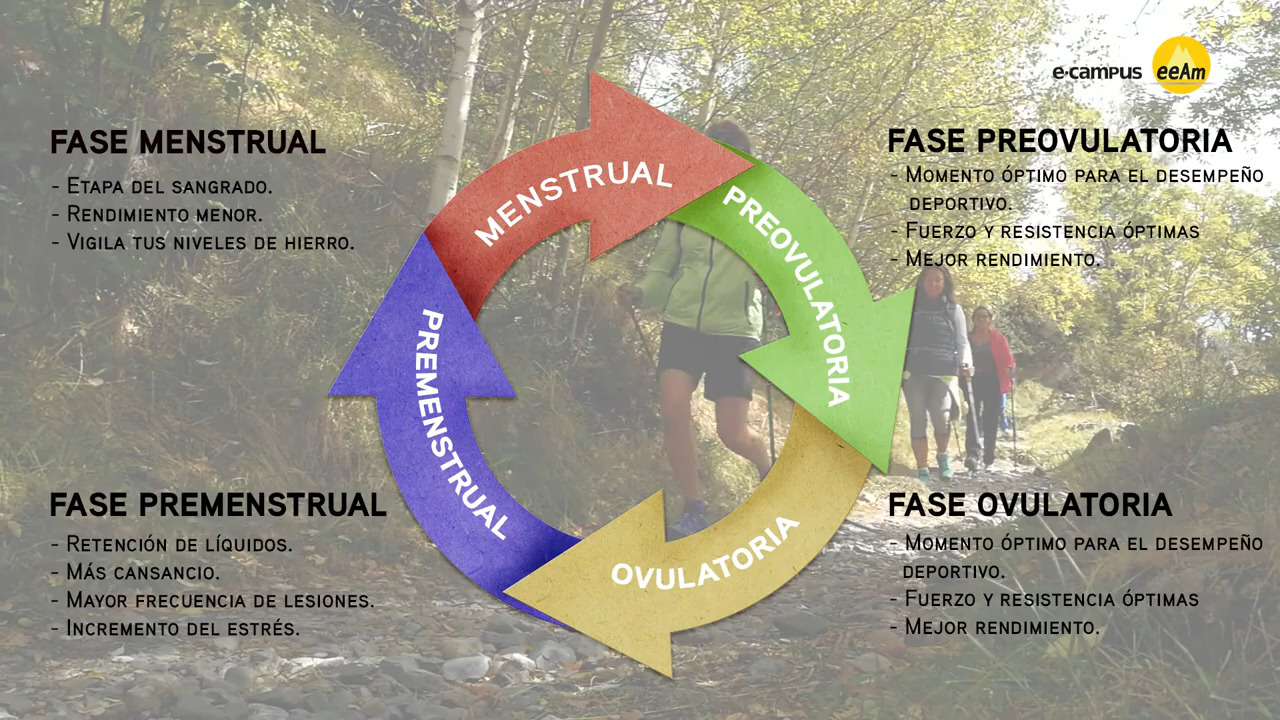 e·campus eeAm
FASE MENSTRUAL
- ETAPA DEL SANGRADO.
- RENDIMIENTO MENOR.
- VIGILA TUS NIVELES DE HIERRO.
FASE PREOVULATORIA
- MOMENTO ÓPTIMO PARA EL DESEMPEÑO
DEPORTIVO.
- FUERZO Y RESISTENCIA ÓPTIMAS
- MEJOR RENDIMIENTO.
MENSTRUAL
PREOVULATORIA
OVULATORIA
PREMENSTRUAL
FASE PREMENSTRUAL
- RETENCIÓN DE LÍQUIDOS.
- MÁS CANSANCIO.
- MAYOR FRECUENCIA DE LESIONES.
- INCREMENTO DEL ESTRÉS.
FASE OVULATORIA
- MOMENTO ÓPTIMO PARA EL DESEMPEÑO
DEPORTIVO.
- FUERZO Y RESISTENCIA ÓPTIMAS
- MEJOR RENDIMIENTO.